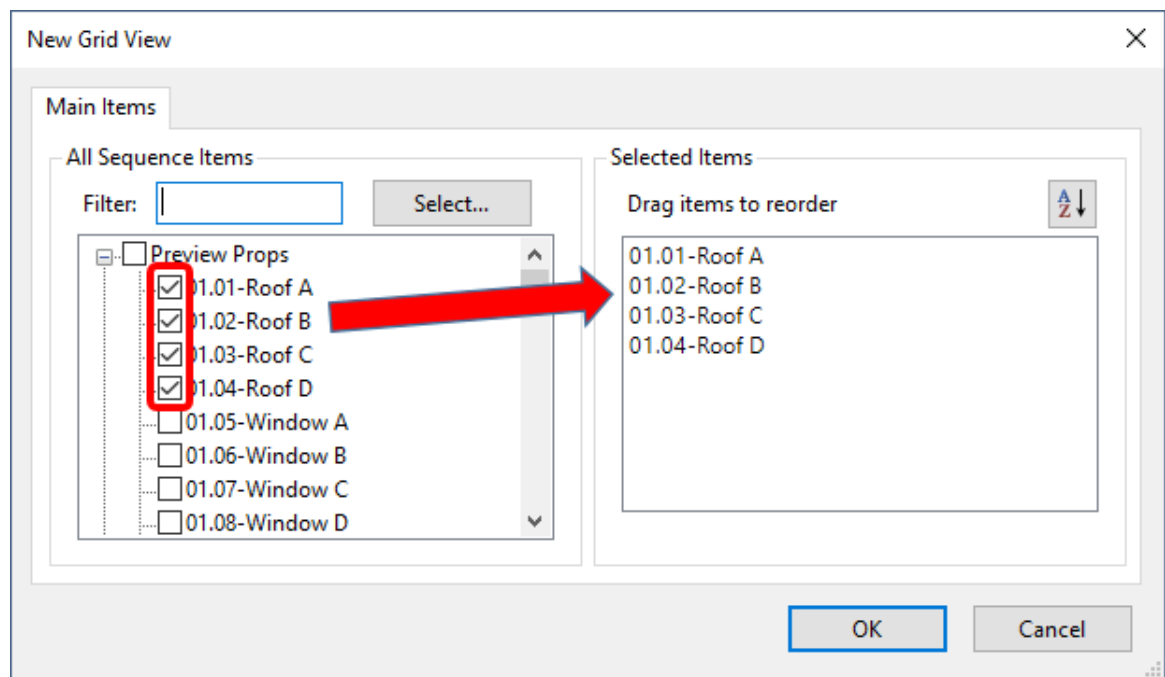 New Grid View
Main Items
All Sequence Items
Filter:
Select...
Preview Props
01.01-Roof A
01.02-Roof B
01.03-Roof C
01.04-Roof D
01.05-Window A
01.06-Window B
01.07-Window C
01.08-Window D
Selected Items
Drag items to reorder
A
Z
01.01-Roof A
01.02-Roof B
01.03-Roof C
01.04-Roof D
OK
Cancel